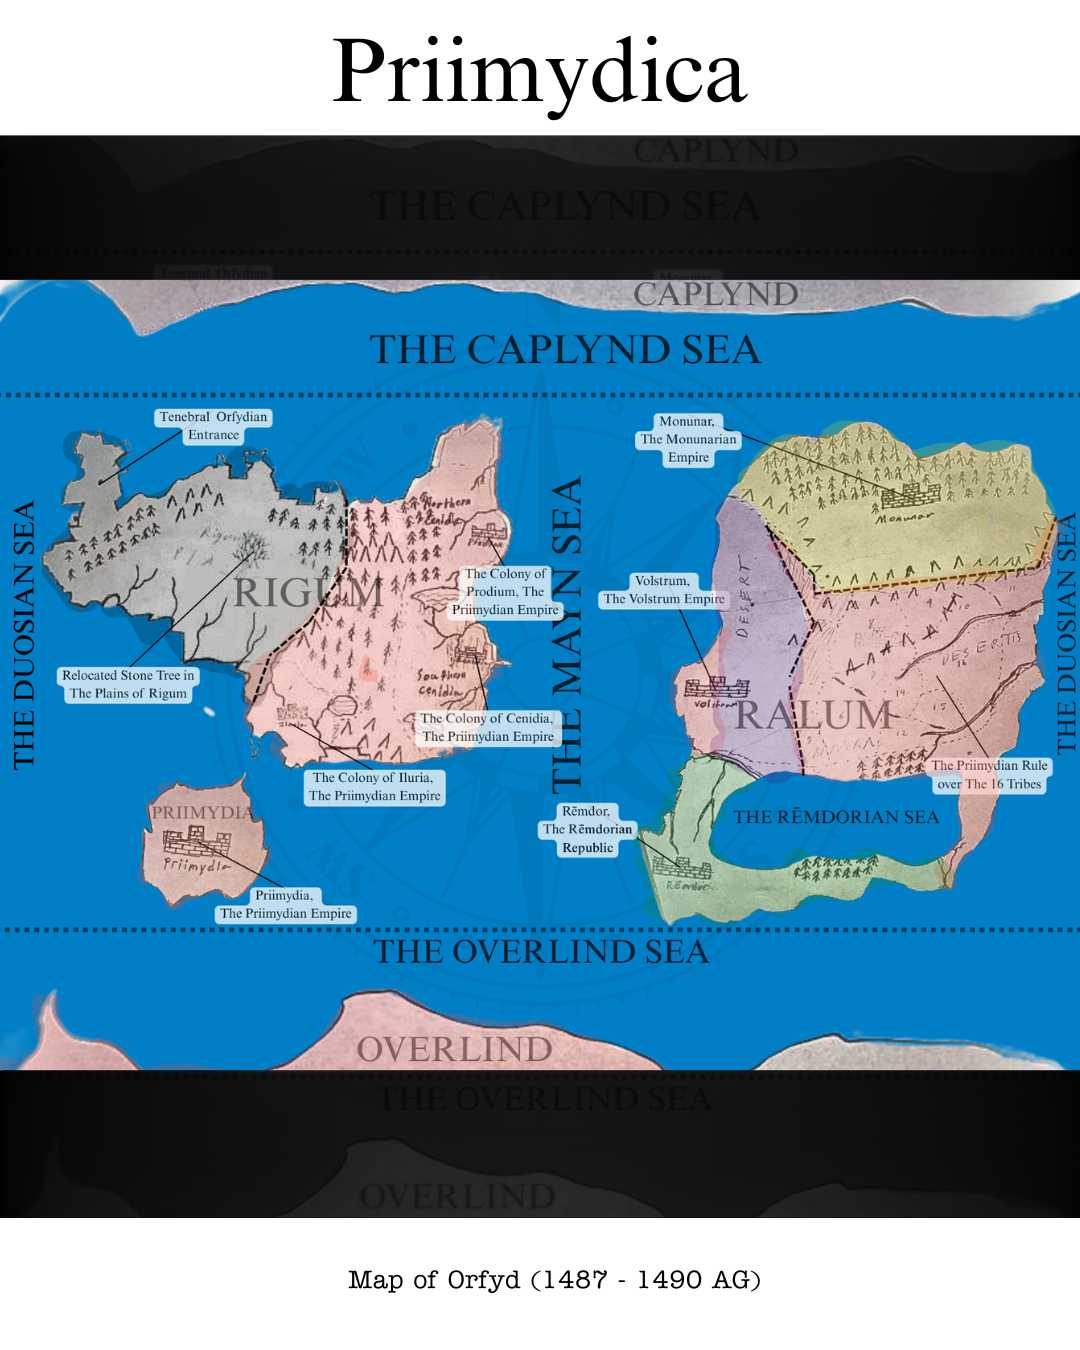 Priimydica
CAPLYND
THE CAPLYND SEA
Tenebral Orfydian
Monunar,
CAPLYND
THE CAPLYND SEA
N
Tenebral Orfydian
Entrance
Monunar,
The Monunarian
Empire
Monunar
THE DUOSIAN SEA
Rigum
RIGUM
Northern
Cenidia
Prodium
The Colony of
Prodium, The
Priimydian Empire
THE MAYIN SEA
Volstrum,
The Volstrum Empire
DESERT
DESERTIS
THE DUOSIAN SEA
Relocated Stone Tree in
The Plains of Rigum
Southern
Cenidia
The Colony of Cenidia,
The Priimydian Empire
Volstrum
RALUM
The Priimydian Rule
over The 16 Tribes
The Colony of Iluria,
The Priimydian Empire
PRIIMYDIA
Priimydia
Priimydia,
The Priimydian Empire
Rēmdor,
The Rēmdorian
Republic
THE RĒMDORIAN SEA
Rēmdor
THE OVERLIND SEA
OVERLIND
THE OVERLIND SEA
OVERLIND
Map of Orfyd (1487 - 1490 AG)